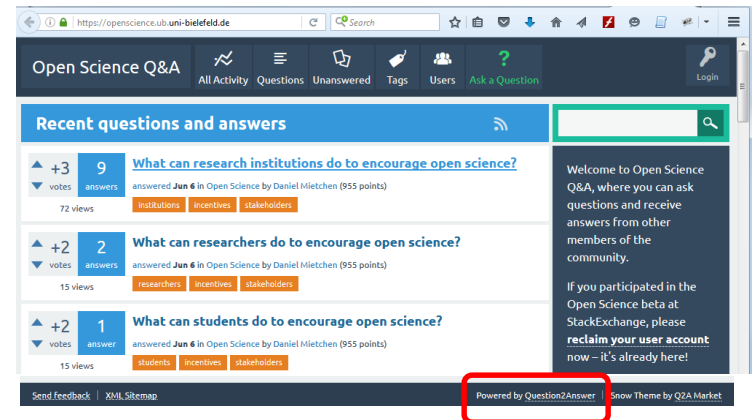 https://openscience.ub.uni-bielefeld.de
Search
Open Science Q&A
All Activity
Questions
Unanswered
Tags
Users
?
Ask a Question
Login
Recent questions and answers
+3
votes
9
answers
72 views
What can research institutions do to encourage open science?
answered Jun 6 in Open Science by Daniel Mietchen (955 points)
institutions incentives stakeholders
+2
votes
2
answers
15 views
What can researchers do to encourage open science?
answered Jun 6 in Open Science by Daniel Mietchen (955 points)
researchers incentives stakeholders
+2
votes
1
answer
15 views
What can students do to encourage open science?
answered Jun 6 in Open Science by Daniel Mietchen (955 points)
students incentives stakeholders
Welcome to Open Science
Q&A, where you can ask
questions and receive
answers from other
members of the
community.
If you participated in the
Open Science beta at
StackExchange, please
reclaim your user account
now – it's already here!
Send feedback | XML Sitemap
Powered by Question2Answer | Snow Theme by Q2A Market